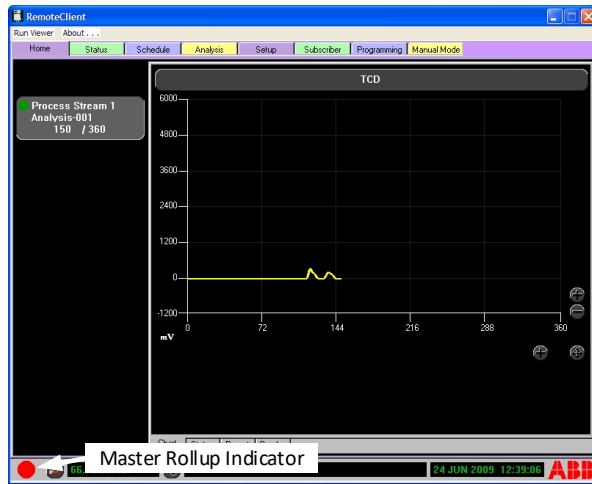 RemoteClient
Run Viewer About . . .
Home Status Schedule Analysis Setup Subscriber Programming Manual Mode
TCD
Process Stream 1
Analysis-001
150 / 360
6000
4800
3600
2400
1200
0
-1200
mV
0 72 144 216 288 360
Master Rollup Indicator
66.
24 JUN 2009 12:39:06
ABB